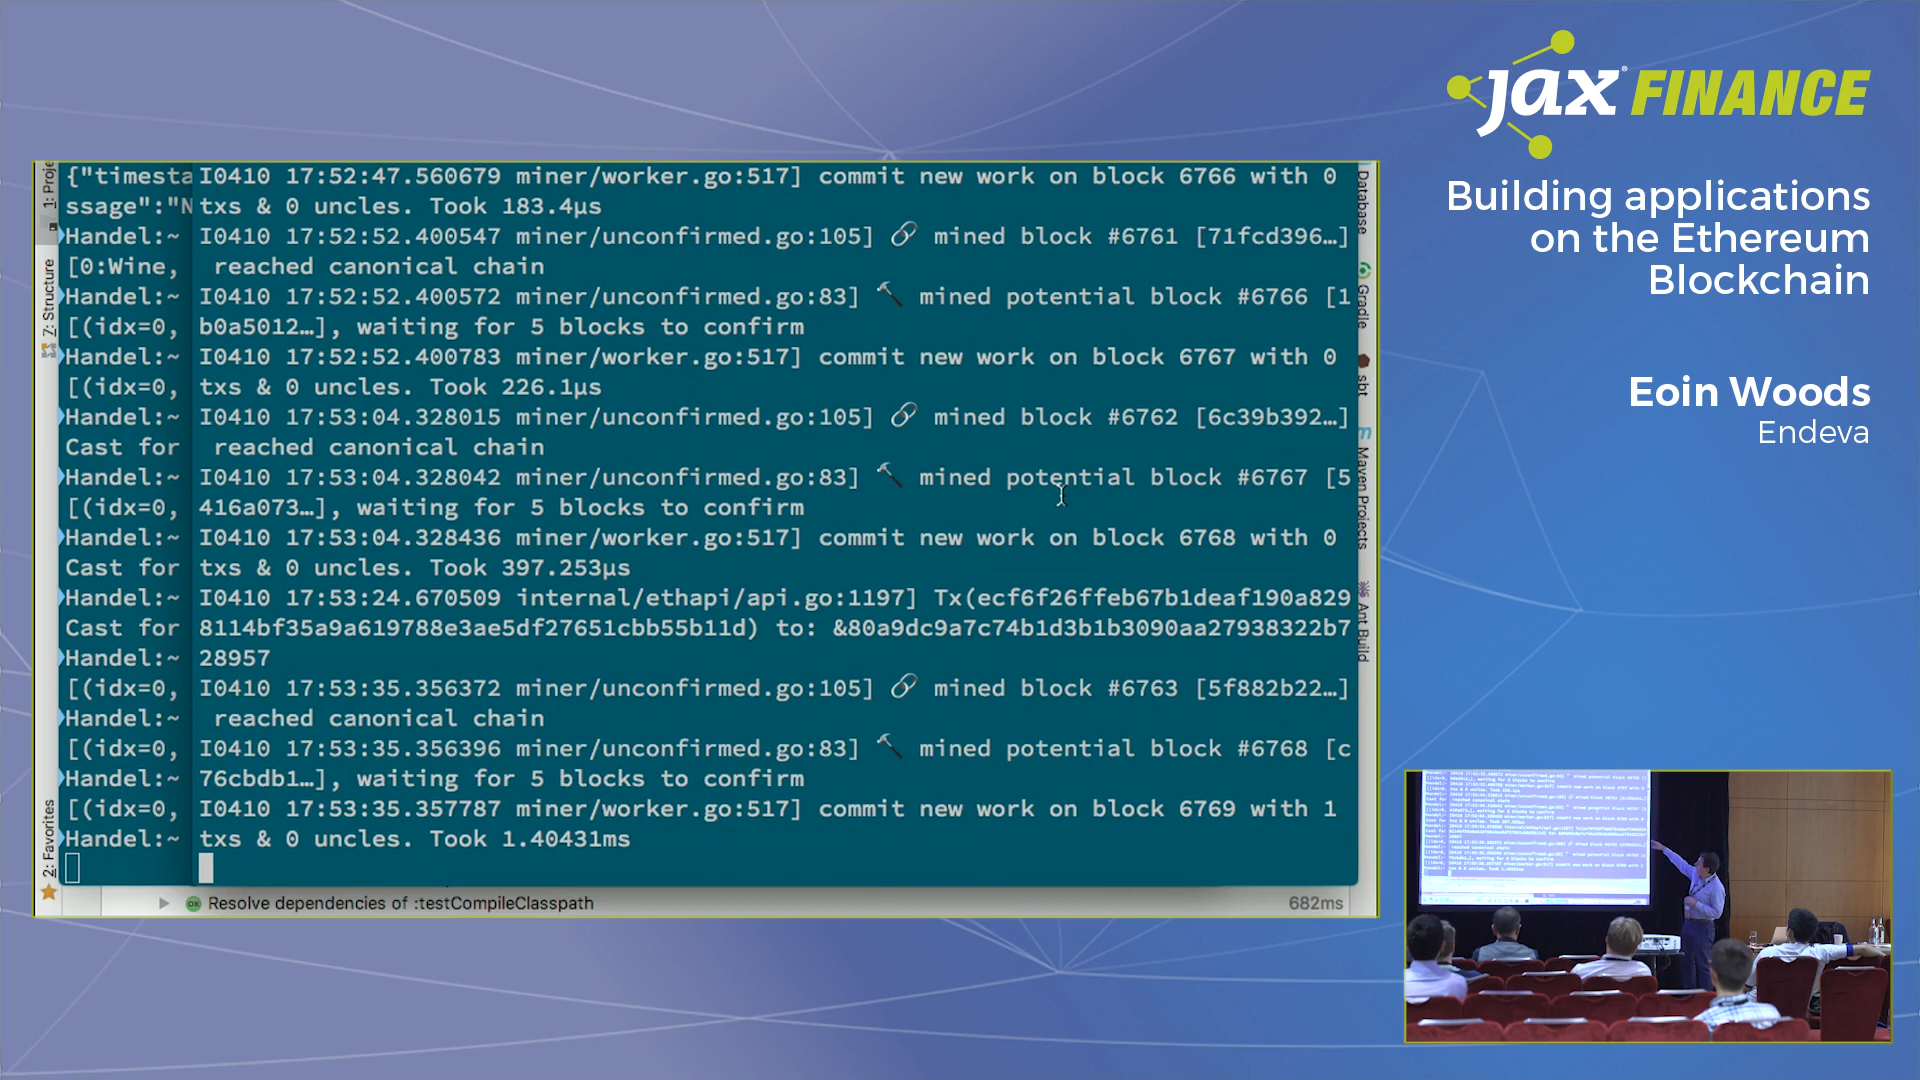 jax FINANCE
Building applications
on the Ethereum
Blockchain
Eoin Woods
Endeva
1: Proje
7: Structure
2: Favorites
{"timesta
ssage":"N
Handel:~
[0:Wine,
Handel:~
[(idx=0,
Handel:~
[(idx=0,
Handel:~
Cast for
Handel:~
[(idx=0,
Handel:~
Cast for
Handel:~
Cast for
Handel:~
[(idx=0,
Handel:~
[(idx=0,
Handel:~
[(idx=0,
Handel:~
I0410 17:52:47.560679 miner/worker.go:517] commit new work on block 6766 with 0
txs & 0 uncles. Took 183.4µs
I0410 17:52:52.400547 miner/unconfirmed.go:105] 🔗 mined block #6761 [71fcd396…]
reached canonical chain
I0410 17:52:52.400572 miner/unconfirmed.go:83] 🔨 mined potential block #6766 [1
b0a5012…], waiting for 5 blocks to confirm
I0410 17:52:52.400783 miner/worker.go:517] commit new work on block 6767 with 0
txs & 0 uncles. Took 226.1µs
I0410 17:53:04.328015 miner/unconfirmed.go:105] 🔗 mined block #6762 [6c39b392…]
reached canonical chain
I0410 17:53:04.328042 miner/unconfirmed.go:83] 🔨 mined potential block #6767 [5
416a073…], waiting for 5 blocks to confirm
I0410 17:53:04.328436 miner/worker.go:517] commit new work on block 6768 with 0
txs & 0 uncles. Took 397.253µs
I0410 17:53:24.670509 internal/ethapi/api.go:1197] Tx(ecf6f26ffeb67b1deaf190a829
8114bf35a9a619788e3ae5df27651cbb55b11d) to: &80a9dc9a7c74b1d3b1b3090aa27938322b7
28957
I0410 17:53:35.356372 miner/unconfirmed.go:105] 🔗 mined block #6763 [5f882b22…]
reached canonical chain
I0410 17:53:35.356396 miner/unconfirmed.go:83] 🔨 mined potential block #6768 [c
76cbdb1…], waiting for 5 blocks to confirm
I0410 17:53:35.357787 miner/worker.go:517] commit new work on block 6769 with 1
txs & 0 uncles. Took 1.40431ms
Database
Gradle
sbt
Maven Projects
Ant Build
Resolve dependencies of :testCompileClasspath
682ms